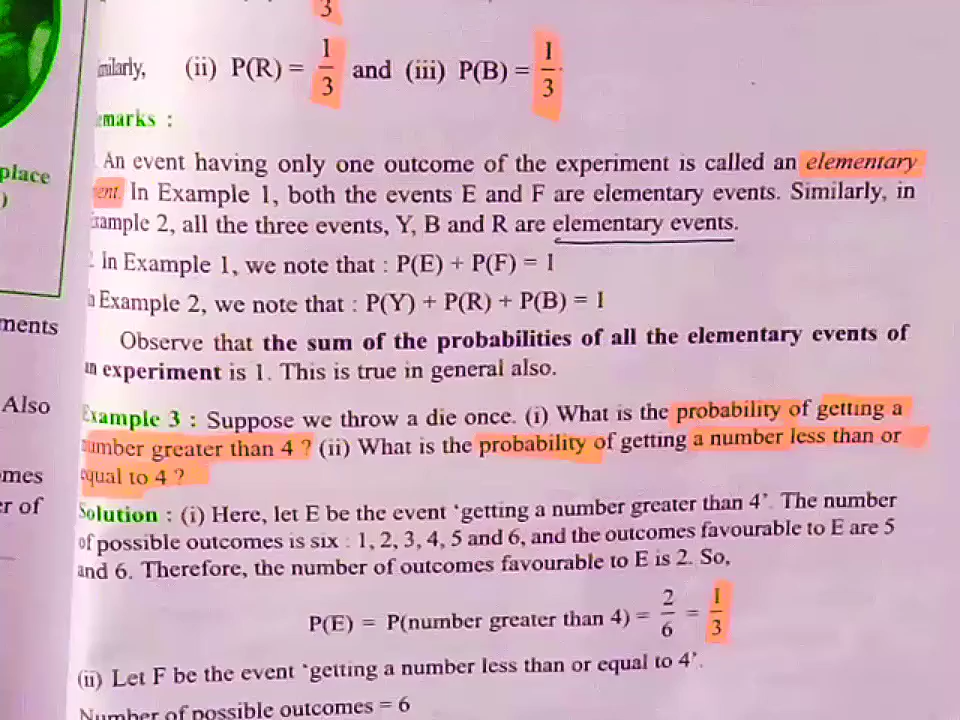 3
place
)
ments
Also
mes
er of
milarly, (ii) P(R) = 1/3 and (iii) P(B) = 1/3
emarks :
An event having only one outcome of the experiment is called an elementary
ent. In Example 1, both the events E and F are elementary events. Similarly, in
xample 2, all the three events, Y, B and R are elementary events.
In Example 1, we note that : P(E) + P(F) = 1
n Example 2, we note that : P(Y) + P(R) + P(B) = 1
Observe that the sum of the probabilities of all the elementary events of
an experiment is 1. This is true in general also.
Example 3 : Suppose we throw a die once. (i) What is the probability of getting a
number greater than 4 ? (ii) What is the probability of getting a number less than or
equal to 4 ?
Solution : (i) Here, let E be the event ‘getting a number greater than 4’. The number
of possible outcomes is six : 1, 2, 3, 4, 5 and 6, and the outcomes favourable to E are 5
and 6. Therefore, the number of outcomes favourable to E is 2. So,
P(E) = P(number greater than 4) = 2/6 = 1/3
(ii) Let F be the event ‘getting a number less than or equal to 4’.
Number of possible outcomes = 6